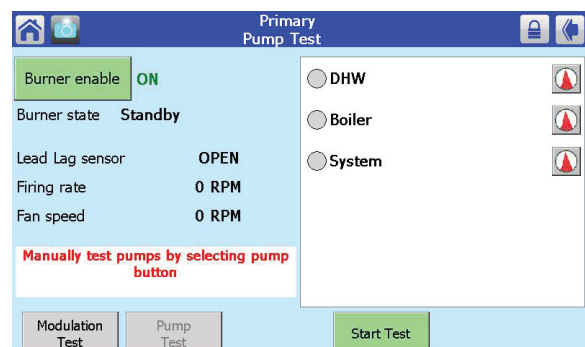 Primary
Pump Test
Burner enable ON
Burner state Standby
Lead Lag sensor OPEN
Firing rate 0 RPM
Fan speed 0 RPM
Manually test pumps by selecting pump
button
DHW
Boiler
System
Modulation
Test
Pump
Test
Start Test